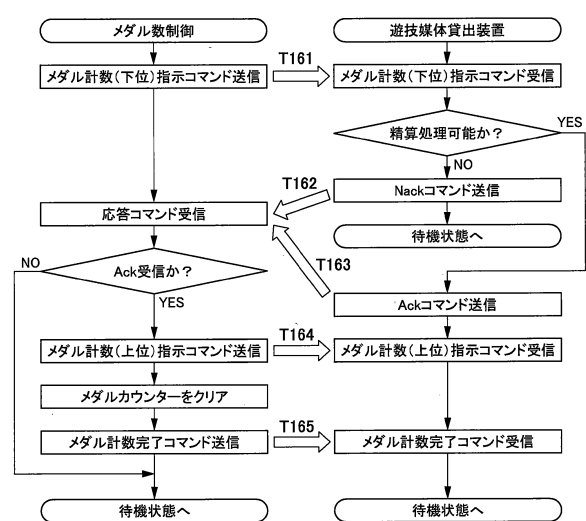 メダル数制御
遊技媒体貸出装置
T161
メダル計数(下位)指示コマンド送信
メダル計数(下位)指示コマンド受信
精算処理可能か？
YES
NO
T162
Nackコマンド送信
応答コマンド受信
待機状態へ
T163
NO
Ack受信か？
YES
Ackコマンド送信
T164
メダル計数(上位)指示コマンド送信
メダル計数(上位)指示コマンド受信
メダルカウンターをクリア
T165
メダル計数完了コマンド送信
メダル計数完了コマンド受信
待機状態へ
待機状態へ